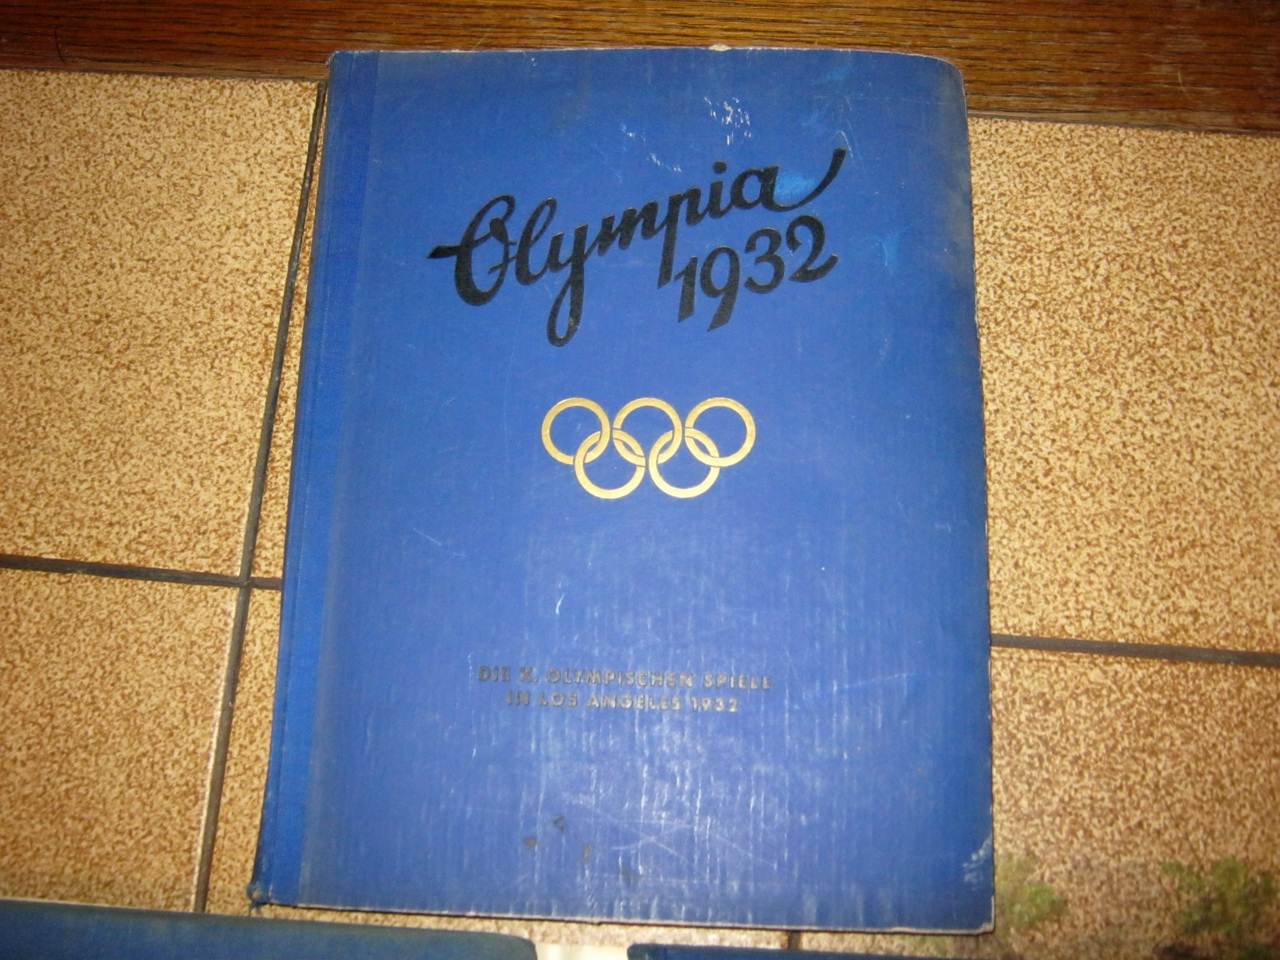 Olympia
1932
DIE X. OLYMPISCHEN SPIELE
IN LOS ANGELES 1932